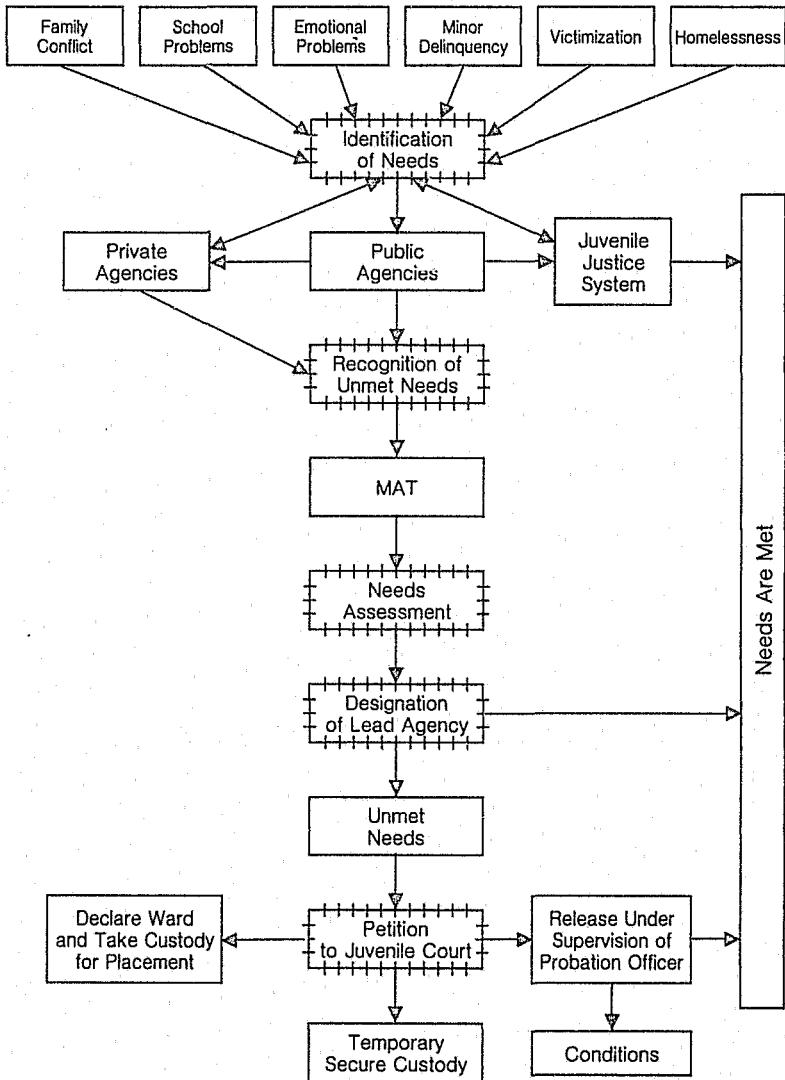 Family
Conflict
School
Problems
Emotional
Problems
Minor
Delinquency
Victimization
Homelessness
Identification
of Needs
Private
Agencies
Public
Agencies
Juvenile
Justice
System
Recognition of
Unmet Needs
MAT
Needs
Assessment
Designation
of Lead Agency
Unmet
Needs
Declare Ward
and Take Custody
for Placement
Petition
to Juvenile Court
Release Under
Supervision of
Probation Officer
Temporary
Secure Custody
Conditions
Needs Are Met